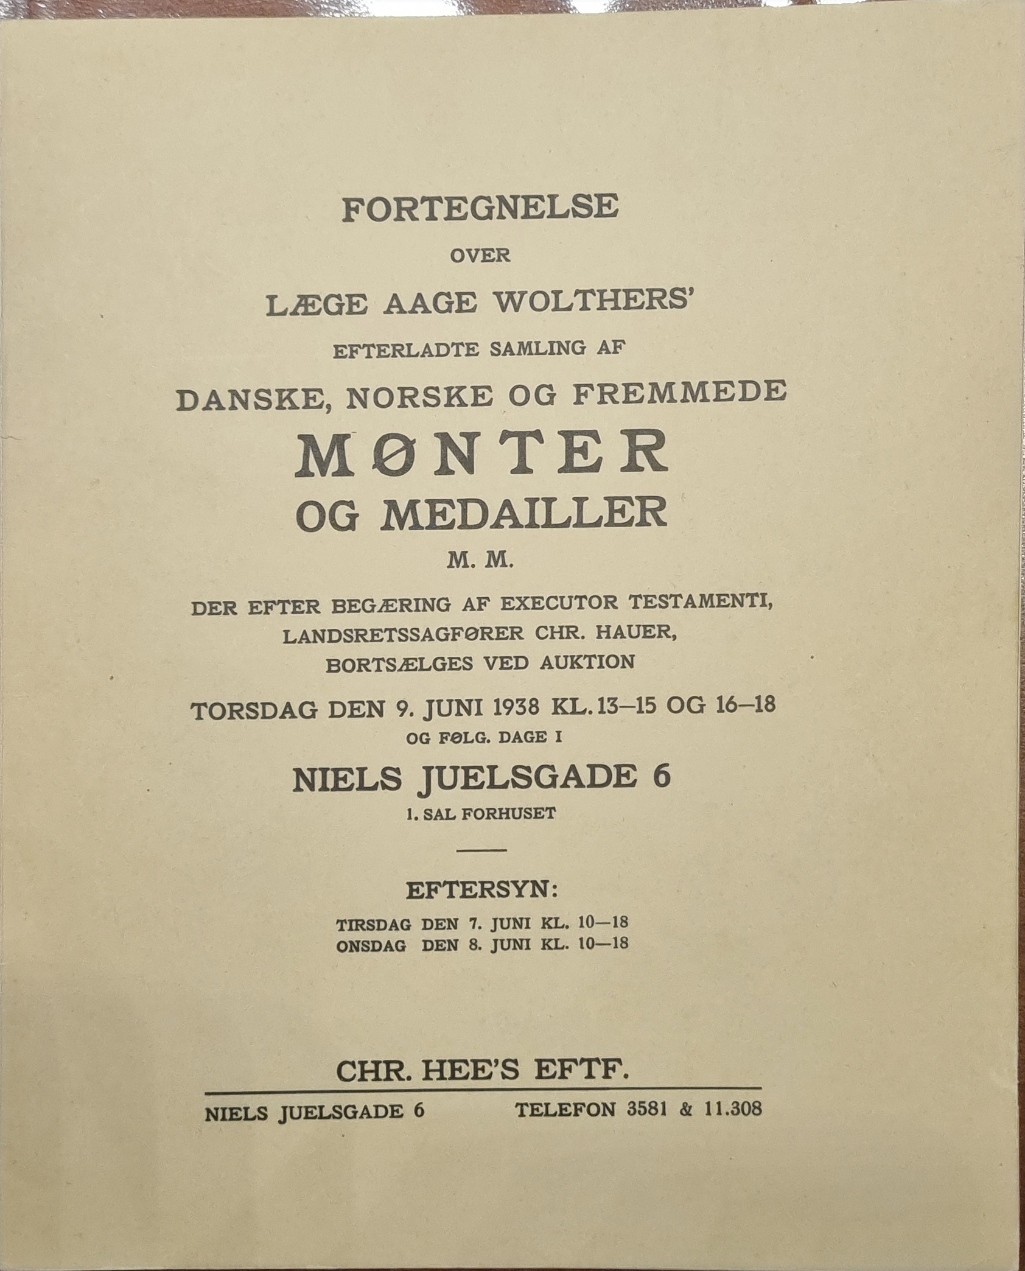 FORTEGNELSE
OVER
LÆGE AAGE WOLTHERS'
EFTERLADTE SAMLING AF
DANSKE, NORSKE OG FREMMEDE
MØNTER
OG MEDAILLER
M. M.
DER EFTER BEGÆRING AF EXECUTOR TESTAMENTI,
LANDSRETSSAGFØRER CHR. HAUER,
BORTSÆLGES VED AUKTION
TORSDAG DEN 9. JUNI 1938 KL. 13—15 OG 16—18
OG FØLG. DAGE I
NIELS JUELSGADE 6
1. SAL FORHUSET
EFTERSYN:
TIRSDAG DEN 7. JUNI KL. 10—18
ONSDAG DEN 8. JUNI KL. 10—18
CHR. HEE'S EFTF.
NIELS JUELSGADE 6 TELEFON 3581 & 11.308